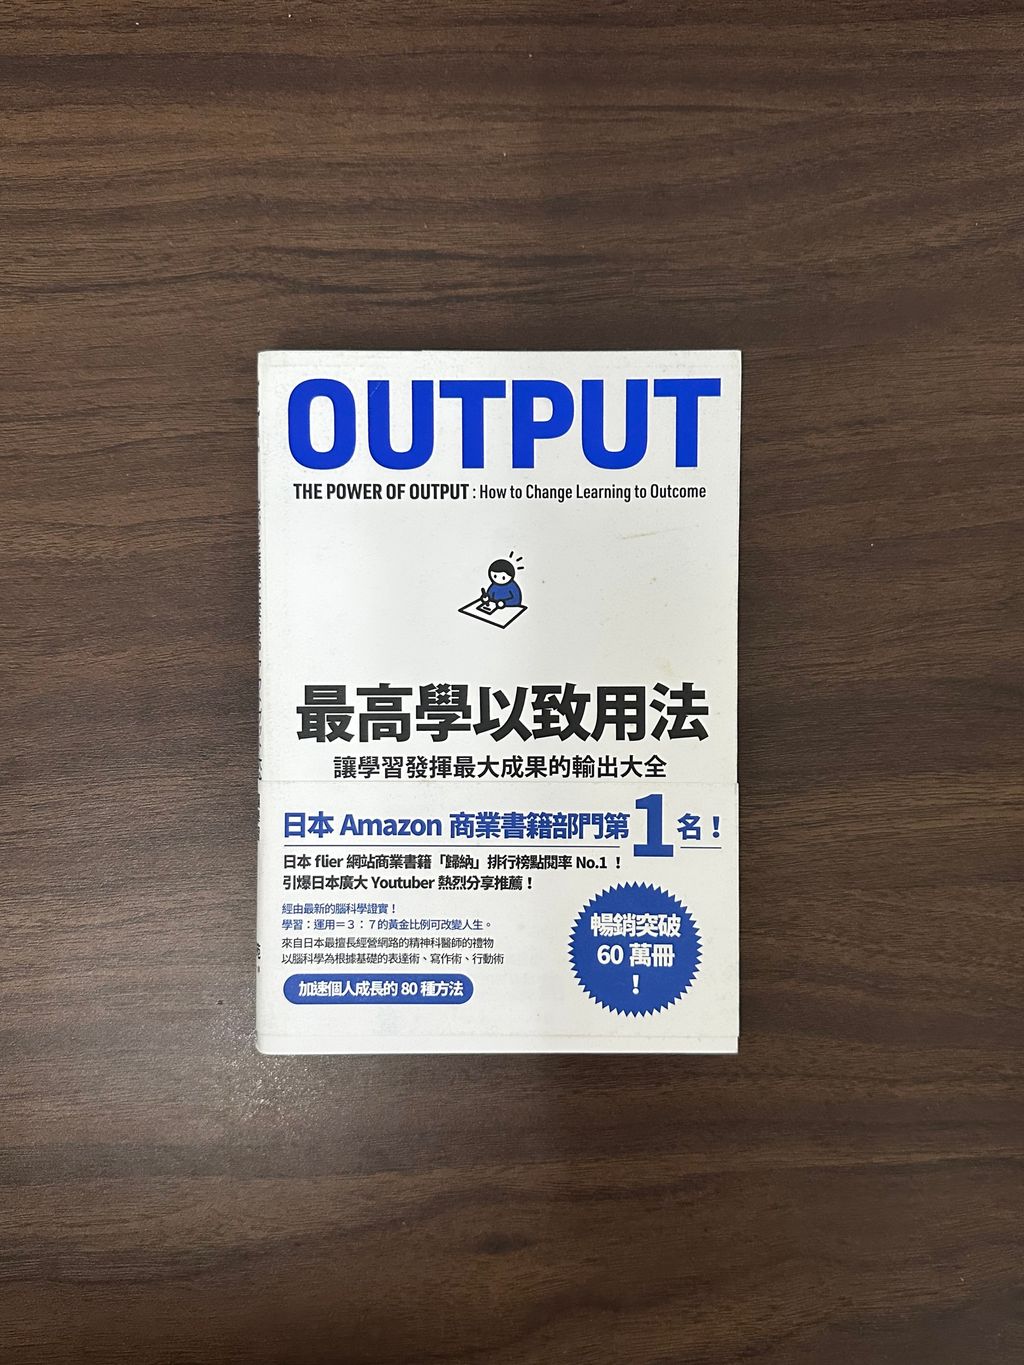 OUTPUT
THE POWER OF OUTPUT : How to Change Learning to Outcome
最高學以致用法
讓學習發揮最大成果的輸出大全
日本 Amazon 商業書籍部門第1名！
日本 flier 網站商業書籍「歸納」排行榜點閱率 No.1 ！
引爆日本廣大 Youtuber 熱烈分享推薦！
經由最新的腦科學證實！
學習：運用＝３：７的黃金比例可改變人生。
來自日本最擅長經營網路的精神科醫師的禮物
以腦科學為根據基礎的表達術、寫作術、行動術
加速個人成長的 80 種方法
暢銷突破
60 萬冊
！